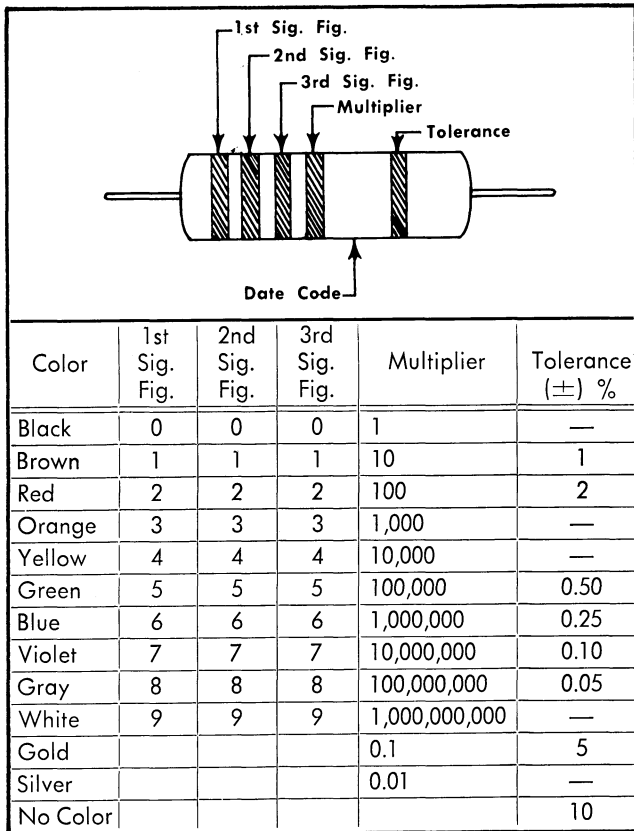 1st Sig. Fig.
2nd Sig. Fig.
3rd Sig. Fig.
Multiplier
Tolerance
Date Code
Color 1st Sig. Fig. 2nd Sig. Fig. 3rd Sig. Fig. Multiplier Tolerance (±) %
Black 0 0 0 1 —
Brown 1 1 1 10 1
Red 2 2 2 100 2
Orange 3 3 3 1,000 —
Yellow 4 4 4 10,000 —
Green 5 5 5 100,000 0.50
Blue 6 6 6 1,000,000 0.25
Violet 7 7 7 10,000,000 0.10
Gray 8 8 8 100,000,000 0.05
White 9 9 9 1,000,000,000 —
Gold 0.1 5
Silver 0.01 —
No Color 10